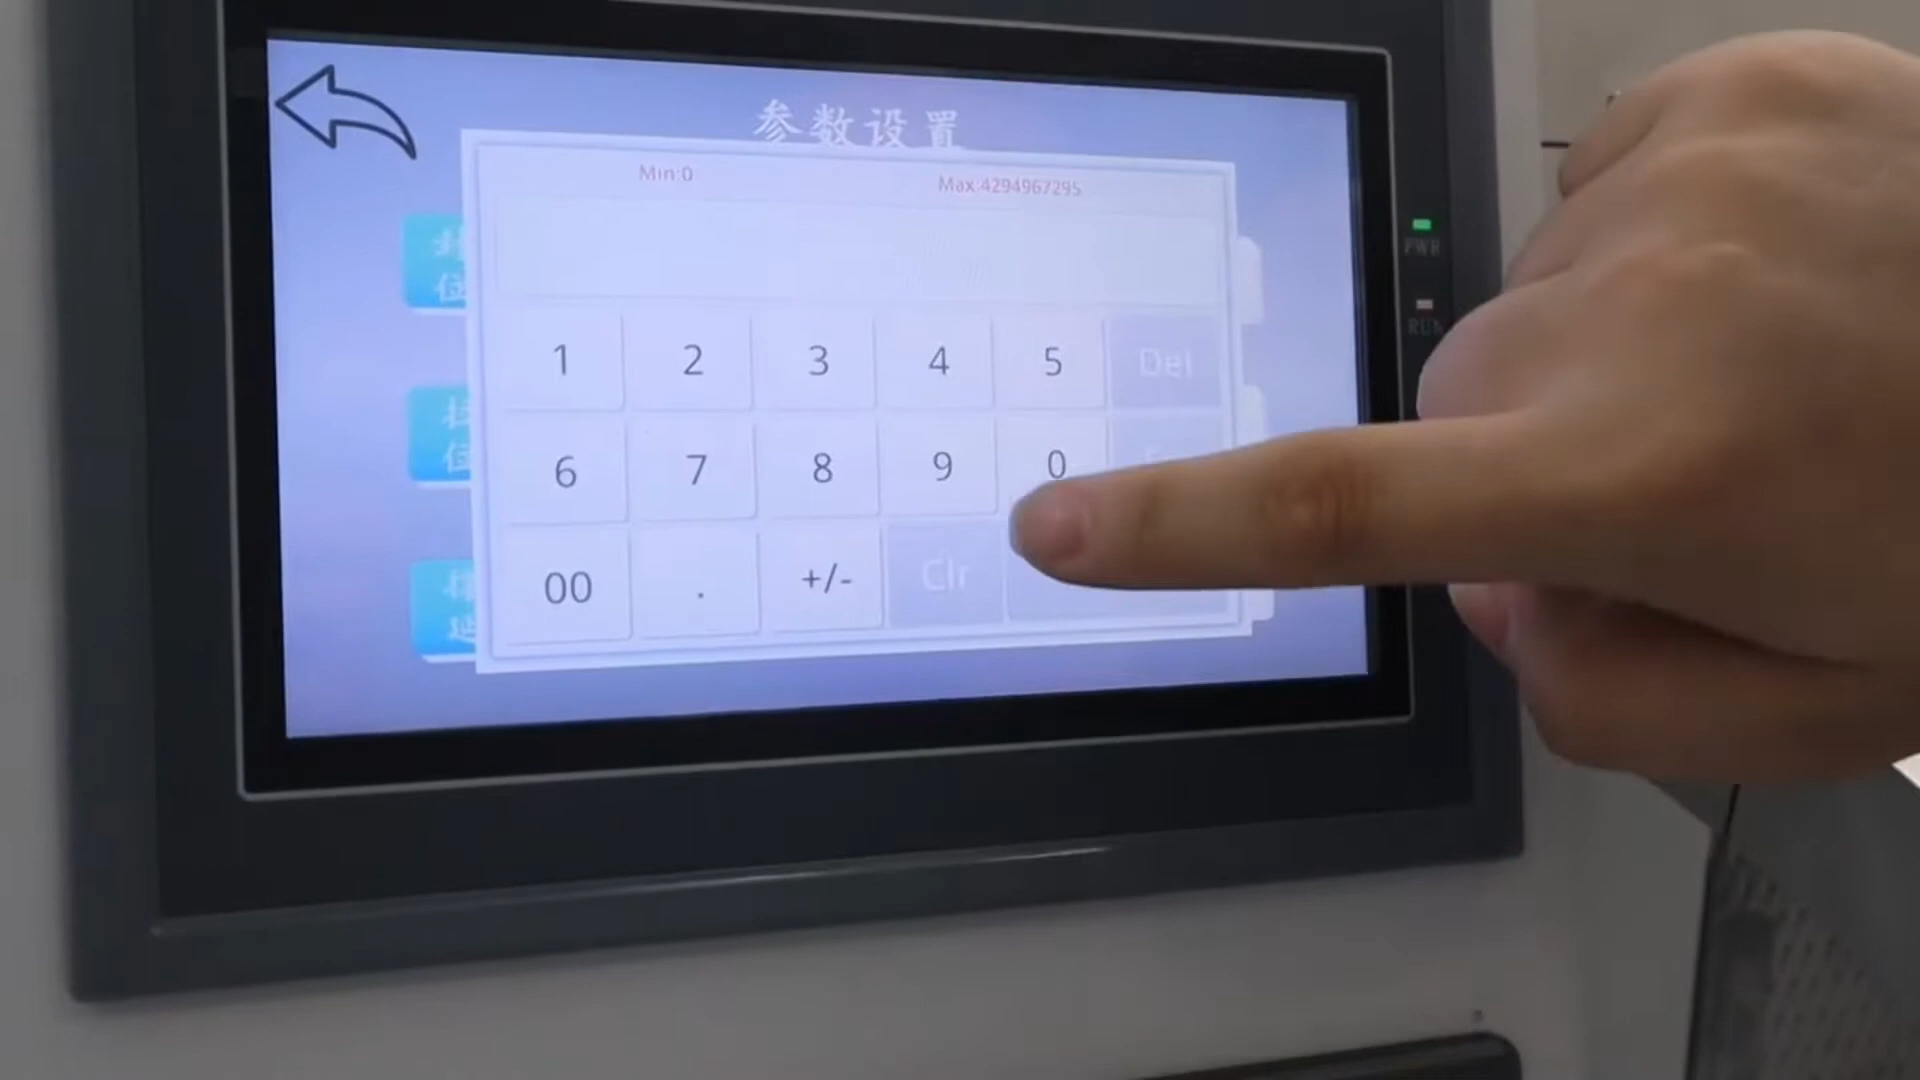 参数设置
Min:0 Max:4294967295
1 2 3 4 5 Del
6 7 8 9 0
00 . +/- Clr
PWR
RUN